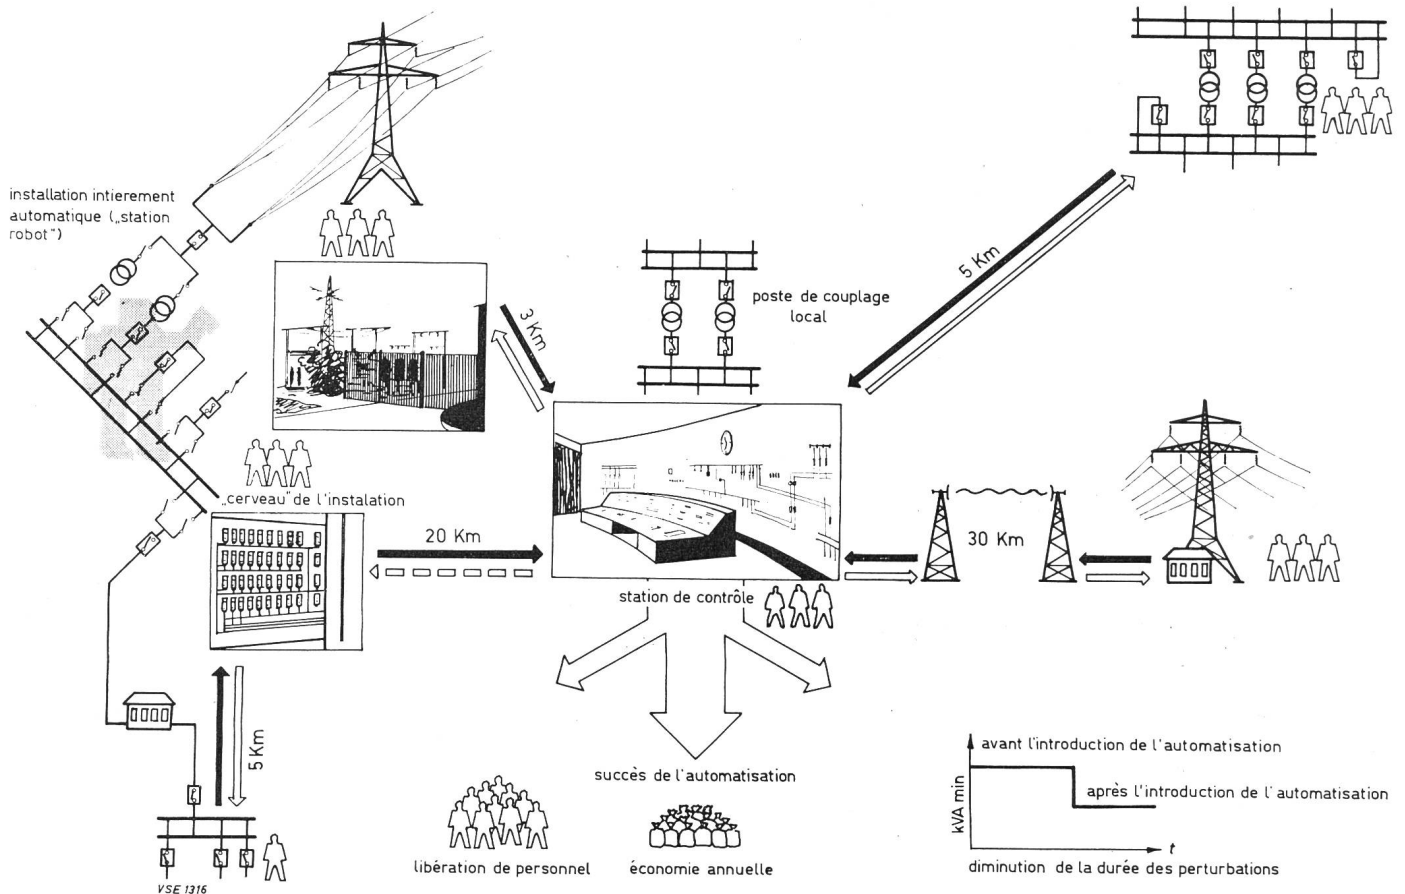 installation intierement
automatique („station
robot")
3 Km
poste de couplage
local
5 Km
„cerveau" de l'instalation
20 Km
30 Km
station de contrôle
5 Km
succès de l'automatisation
libération de personnel
économie annuelle
avant l'introduction de l'automatisation
après l'introduction de l'automatisation
kVA min
t
diminution de la durée des perturbations
VSE 1316